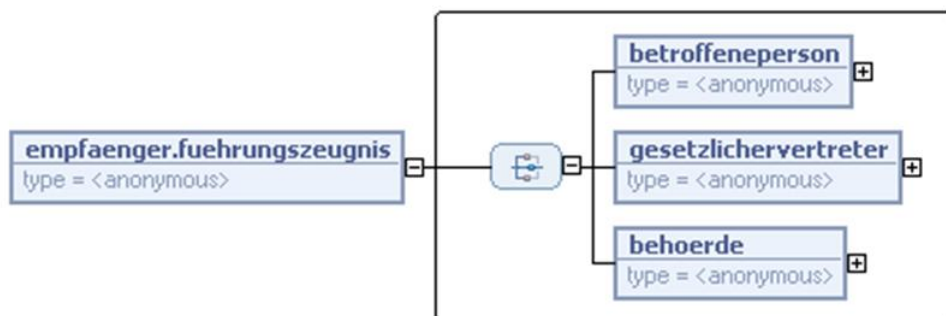 betroffeneperson
type = <anonymous>
empfaenger.fuehrungszeugnis
type = <anonymous>
gesetzlichervertreter
type = <anonymous>
behoerde
type = <anonymous>